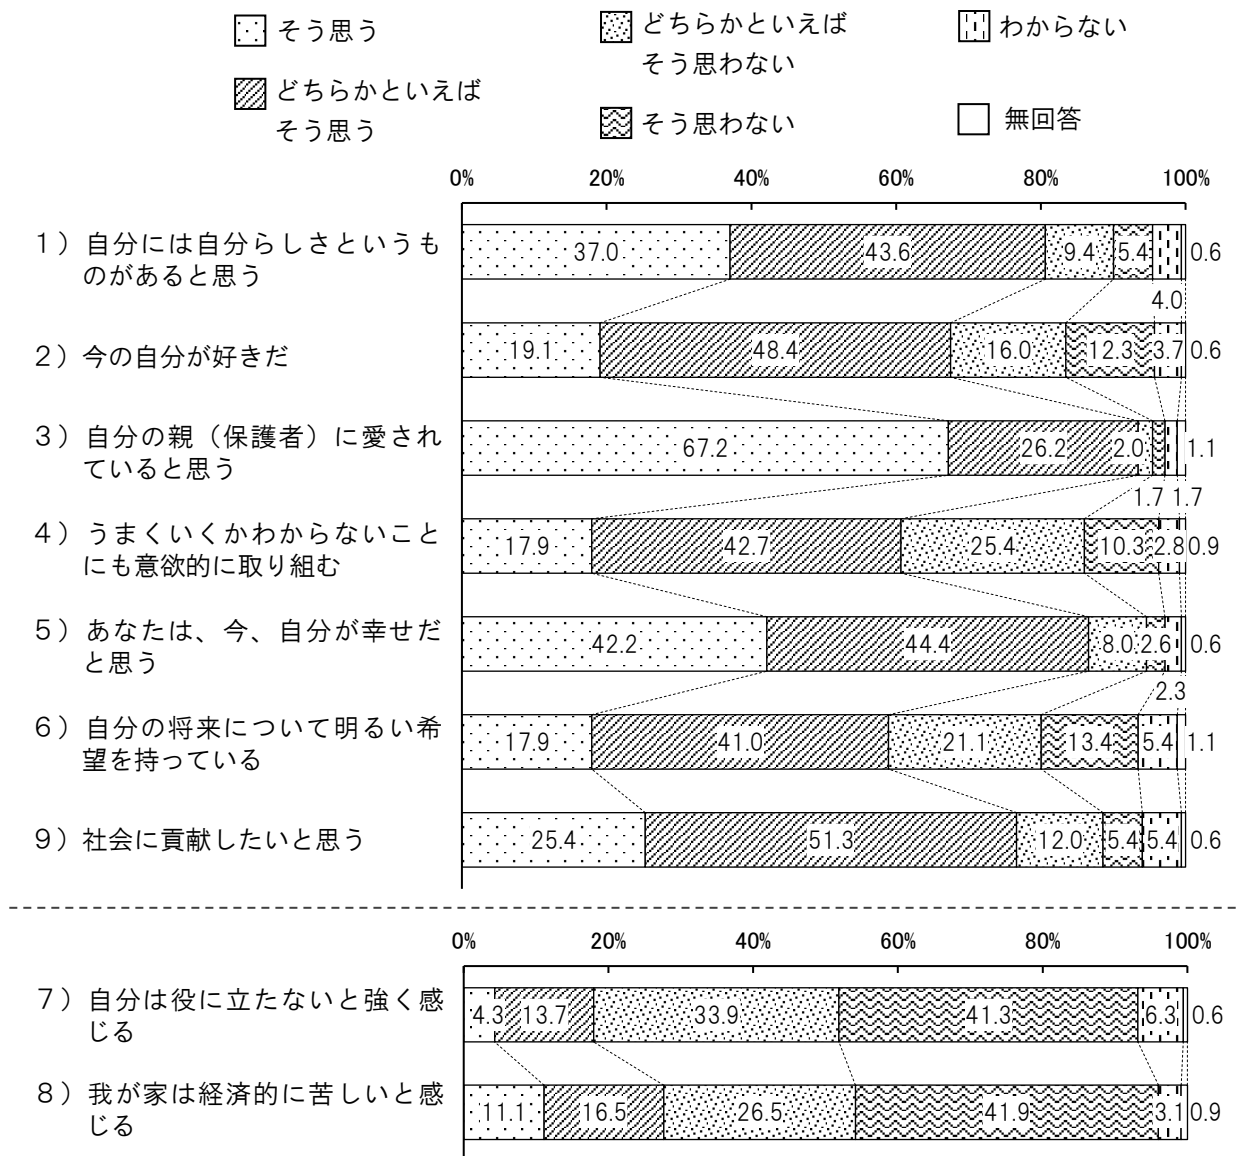 そう思う
どちらかといえば
そう思う
どちらかといえば
そう思わない
そう思わない
わからない
無回答
0% 20% 40% 60% 80% 100%
1）自分には自分らしさというも
のがあると思う
37.0 43.6 9.4 5.4 0.6
4.0
2）今の自分が好きだ
19.1 48.4 16.0 12.3 3.7 0.6
3）自分の親（保護者）に愛され
ていると思う
67.2 26.2 2.0 1.1
1.7 1.7
4）うまくいくかわからないこと
にも意欲的に取り組む
17.9 42.7 25.4 10.3 2.8 0.9
5）あなたは、今、自分が幸せだ
と思う
42.2 44.4 8.0 2.6 0.6
2.3
6）自分の将来について明るい希
望を持っている
17.9 41.0 21.1 13.4 5.4 1.1
9）社会に貢献したいと思う
25.4 51.3 12.0 5.4 5.4 0.6
0% 20% 40% 60% 80% 100%
7）自分は役に立たないと強く感
じる
4.3 13.7 33.9 41.3 6.3 0.6
8）我が家は経済的に苦しいと感
じる
11.1 16.5 26.5 41.9 3.1 0.9